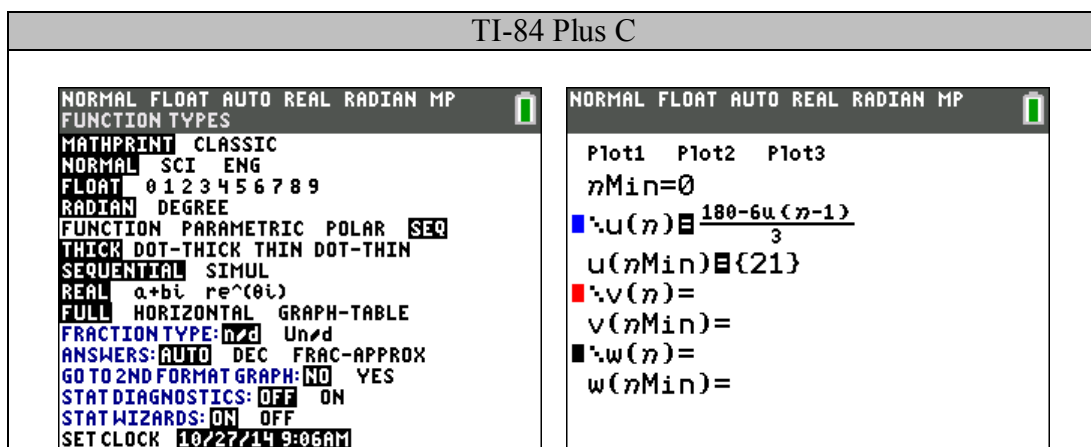 TI-84 Plus C
NORMAL FLOAT AUTO REAL RADIAN MP
FUNCTION TYPES
MATHPRINT CLASSIC
NORMAL SCI ENG
FLOAT 0 1 2 3 4 5 6 7 8 9
RADIAN DEGREE
FUNCTION PARAMETRIC POLAR SEQ
THICK DOT-THICK THIN DOT-THIN
SEQUENTIAL SIMUL
REAL a+bi re^(θi)
FULL HORIZONTAL GRAPH-TABLE
FRACTION TYPE: n/d Un/d
ANSWERS: AUTO DEC FRAC-APPROX
GO TO 2ND FORMAT GRAPH: NO YES
STAT DIAGNOSTICS: OFF ON
STAT WIZARDS: ON OFF
SET CLOCK 10/27/14 9:06AM
NORMAL FLOAT AUTO REAL RADIAN MP
Plot1 Plot2 Plot3
nMin=0
u(n)=180-6u(n-1)/3
u(nMin)={21}
v(n)=
v(nMin)=
w(n)=
w(nMin)=